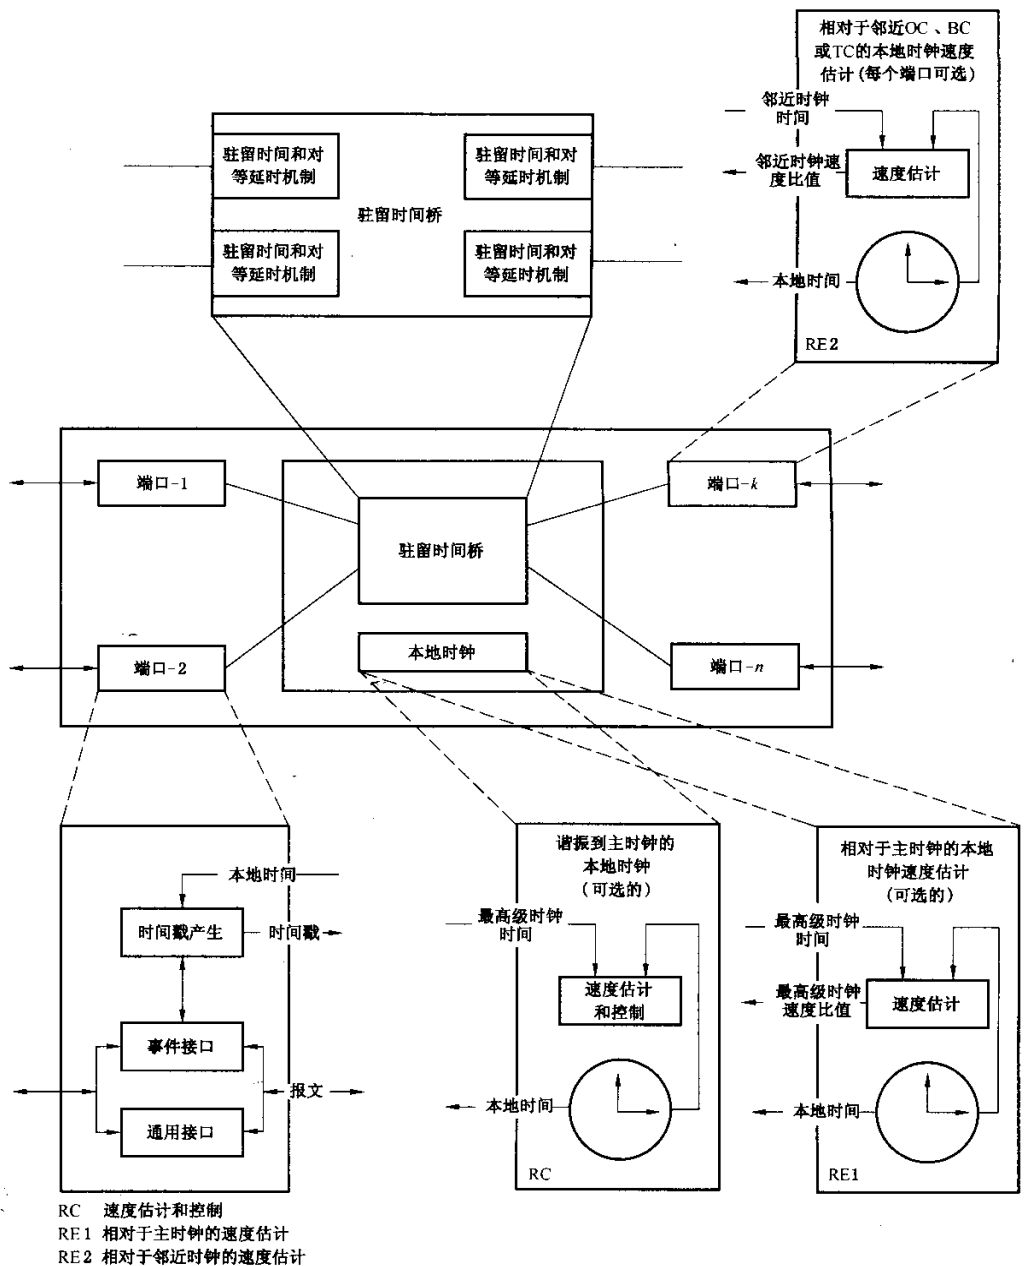 相对于邻近OC、BC
或TC的本地时钟速度
估计(每个端口可选)
邻近时钟
时间
邻近时钟速
度比值
速度估计
本地时间
RE2
驻留时间和对
等延时机制
驻留时间和对
等延时机制
驻留时间桥
驻留时间和对
等延时机制
驻留时间和对
等延时机制
端口-1
端口-k
驻留时间桥
本地时钟
端口-2
端口-n
本地时间
时间戳产生
时间戳
事件接口
报文
通用接口
谐振到主时钟的
本地时钟
(可选的)
最高级时钟
时间
速度估计
和控制
本地时间
RC
相对于主时钟的本地
时钟速度估计
(可选的)
最高级时钟
时间
最高级时钟
速度比值
速度估计
本地时间
RE1
RC 速度估计和控制
RE1 相对于主时钟的速度估计
RE2 相对于邻近时钟的速度估计